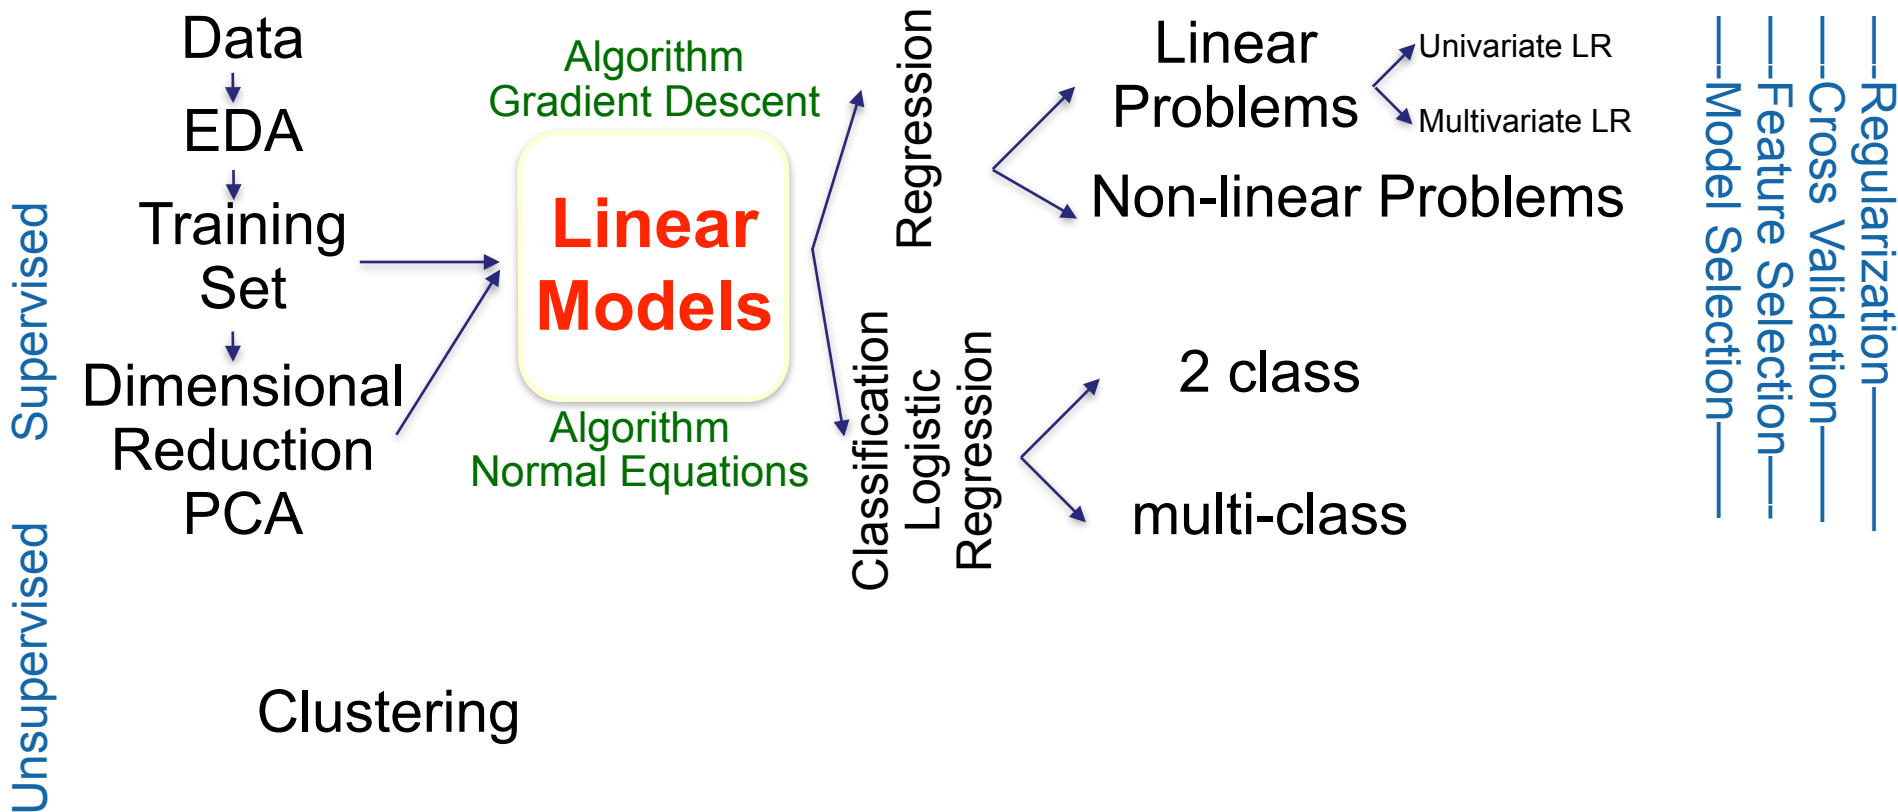 Data
EDA
Training
Set
Dimensional
Reduction
PCA
Supervised
Unsupervised
Clustering
Algorithm
Gradient Descent
Linear
Models
Algorithm
Normal Equations
Regression
Linear
Problems
Univariate LR
Multivariate LR
Non-linear Problems
Classification
Logistic
Regression
2 class
multi-class
Regularization
Cross Validation
Feature Selection
Model Selection